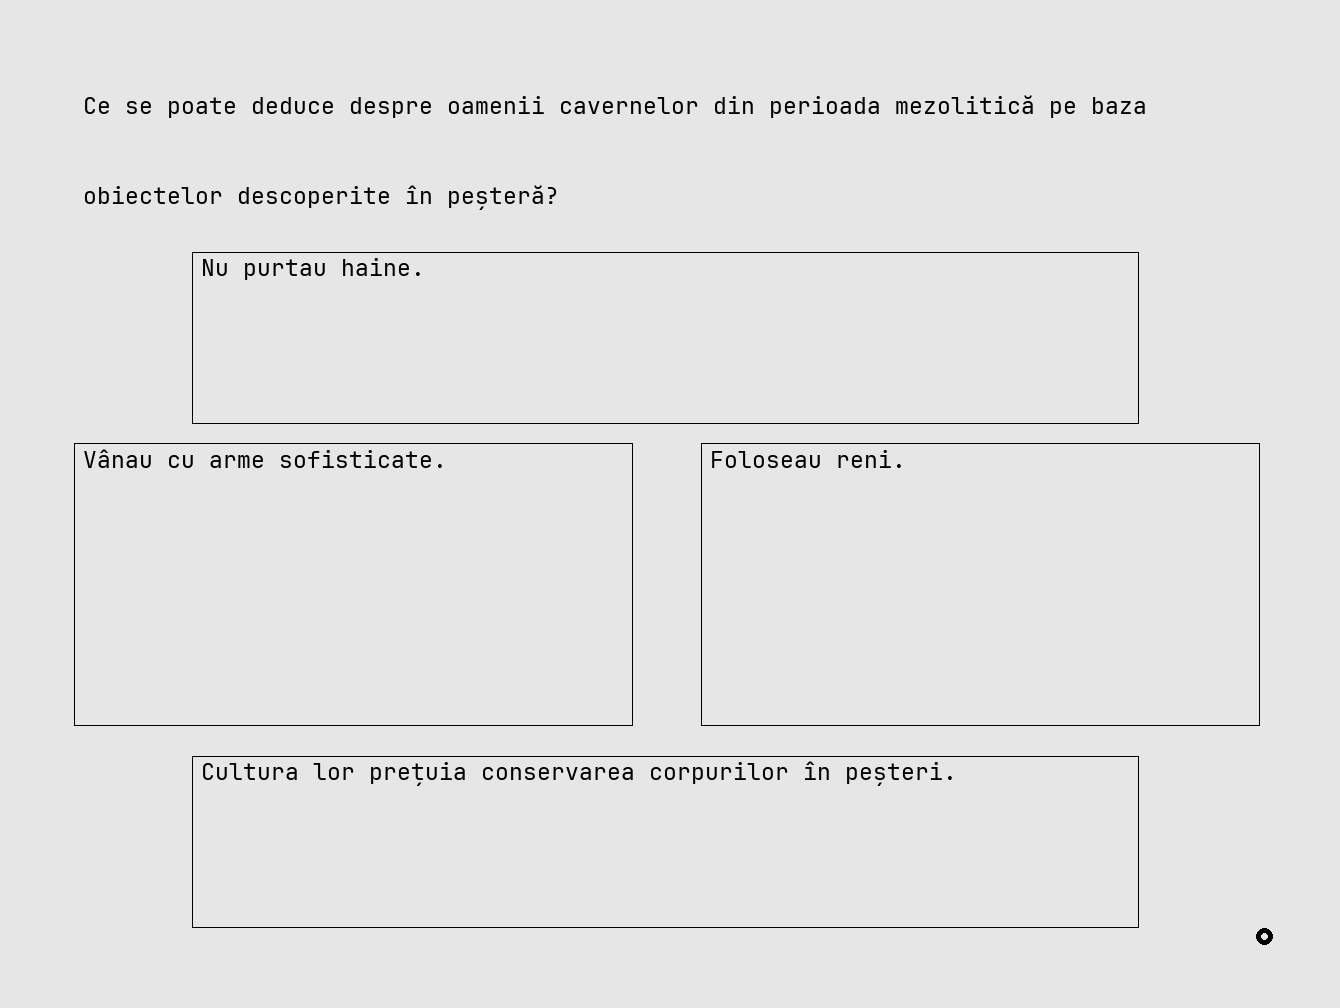 Ce se poate deduce despre oamenii cavernelor din perioada mezolitică pe baza
obiectelor descoperite în peșteră?
Nu purtau haine.
Vânau cu arme sofisticate.
Foloseau reni.
Cultura lor prețuia conservarea corpurilor în peșteri.